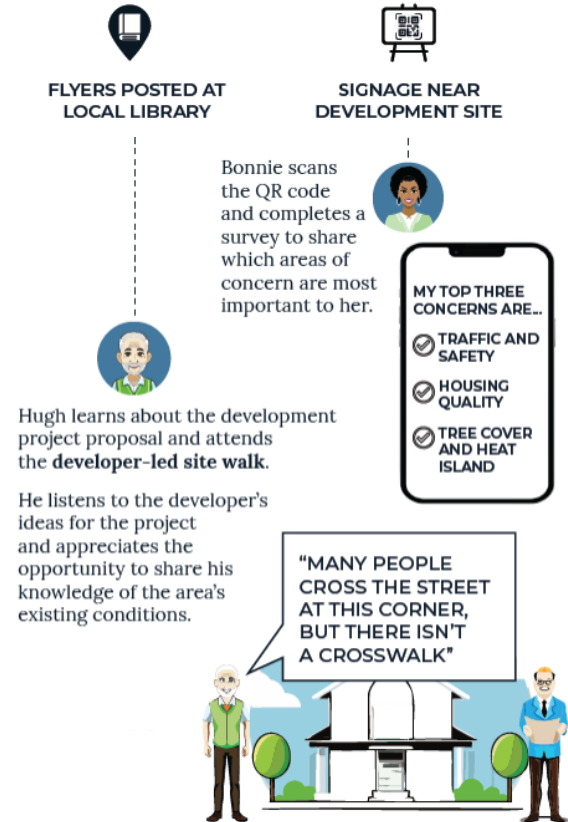 FLYERS POSTED AT
LOCAL LIBRARY
SIGNAGE NEAR
DEVELOPMENT SITE
Bonnie scans
the QR code
and completes a
survey to share
which areas of
concern are most
important to her.
MY TOP THREE
CONCERNS ARE...
TRAFFIC AND
SAFETY
HOUSING
QUALITY
TREE COVER
AND HEAT
ISLAND
Hugh learns about the development
project proposal and attends
the developer-led site walk.
He listens to the developer’s
ideas for the project
and appreciates the
opportunity to share his
knowledge of the area’s
existing conditions.
“MANY PEOPLE
CROSS THE STREET
AT THIS CORNER,
BUT THERE ISN’T
A CROSSWALK”